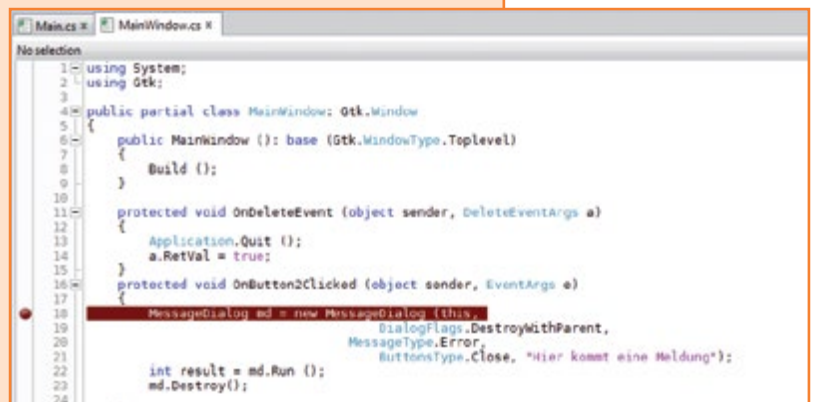 Main.cs × MainWindow.cs ×
No selection
1 using System;
2 using Gtk;
3
4 public partial class MainWindow: Gtk.Window
5 {
6 public MainWindow (): base (Gtk.WindowType.Toplevel)
7 {
8 Build ();
9 }
10
11 protected void OnDeleteEvent (object sender, DeleteEventArgs a)
12 {
13 Application.Quit ();
14 a.RetVal = true;
15 }
16 protected void OnButton2Clicked (object sender, EventArgs e)
17 {
18 MessageDialog md = new MessageDialog (this,
19 DialogFlags.DestroyWithParent,
20 MessageType.Error,
21 ButtonsType.Close, "Hier kommt eine Meldung");
22 int result = md.Run ();
23 md.Destroy();
24